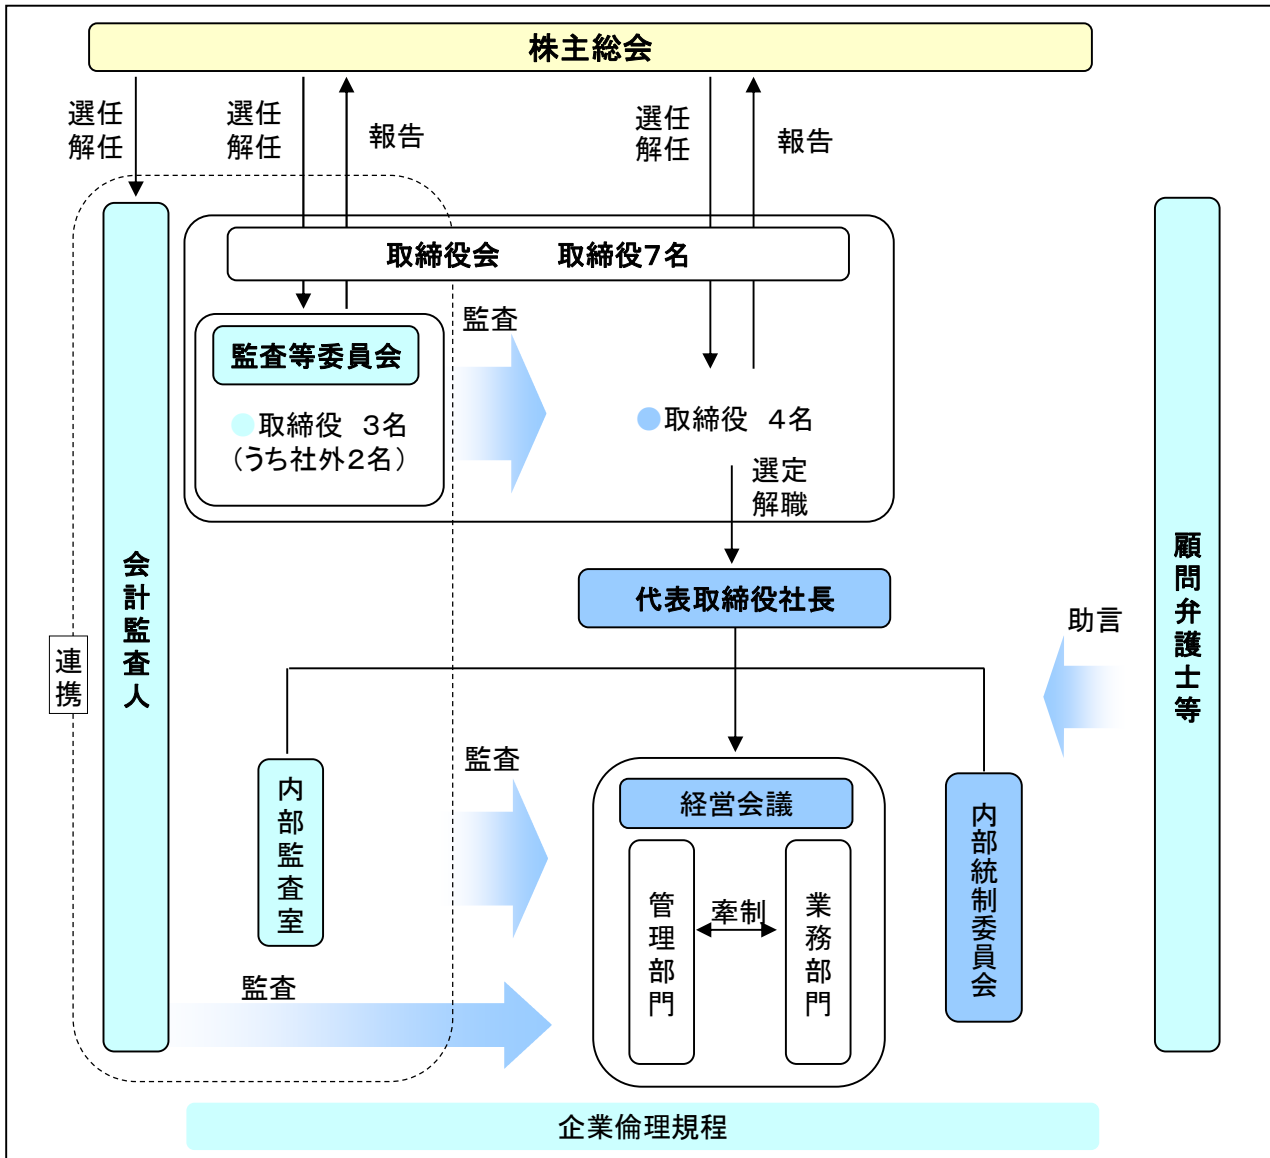 株主総会
選任
解任
選任
解任
報告
選任
解任
報告
取締役会　取締役7名
監査等委員会
取締役　3名
（うち社外2名）
監査
取締役　4名
選定
解職
代表取締役社長
会計監査人
連携
顧問弁護士等
助言
内部監査室
監査
経営会議
管理部門
牽制
業務部門
内部統制委員会
監査
企業倫理規程